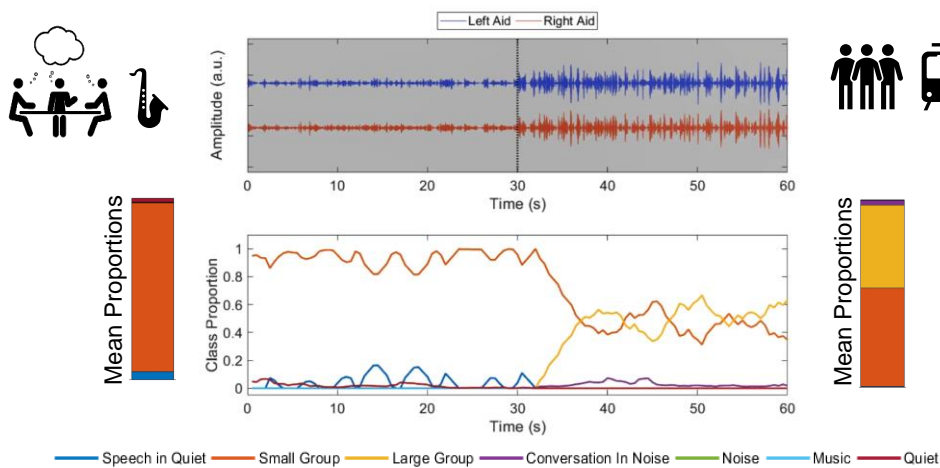 Left Aid Right Aid
Amplitude (a.u.)
0 10 20 30 40 50 60
Time (s)
Mean Proportions
Class Proportion
1
0.8
0.6
0.4
0.2
0
0 10 20 30 40 50 60
Time (s)
Mean Proportions
Speech in Quiet Small Group Large Group Conversation In Noise Noise Music Quiet